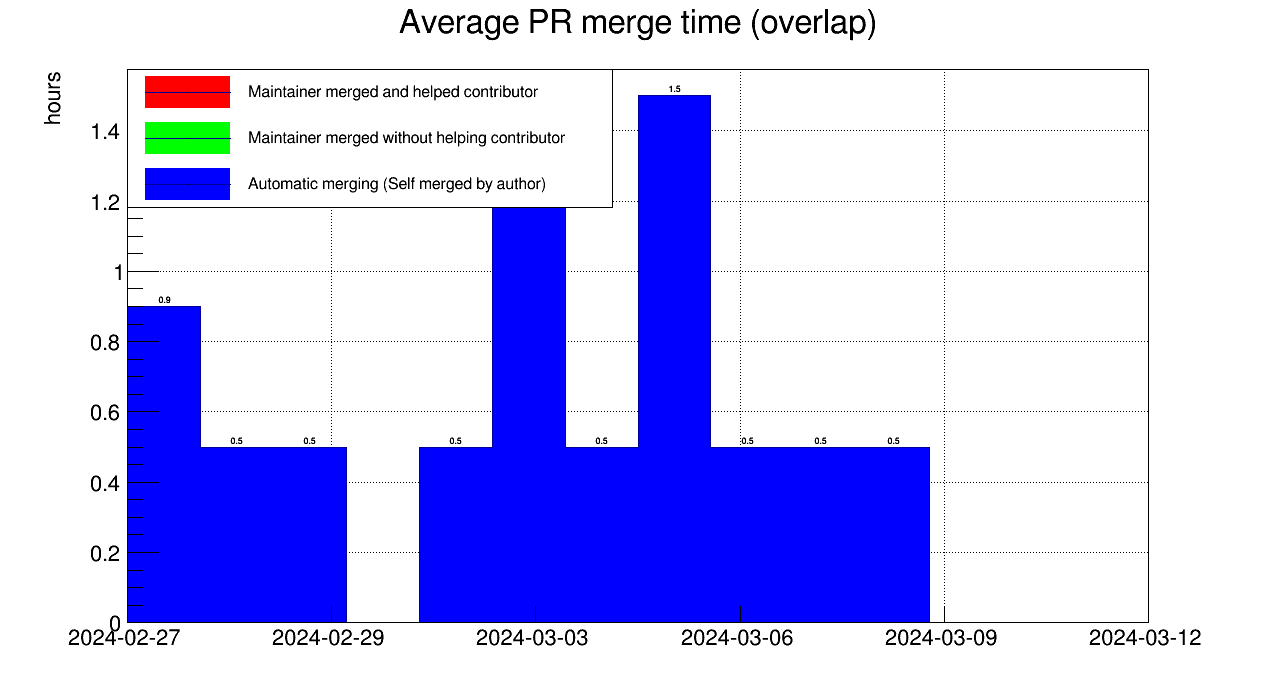 Average PR merge time (overlap)
hours
Maintainer merged and helped contributor
Maintainer merged without helping contributor
Automatic merging (Self merged by author)
1.5
1.4
1.2
1
0.9
0.8
0.6
0.5 0.5 0.5 0.5 0.5 0.5 0.5
0.4
0.2
0
2024-02-27 2024-02-29 2024-03-03 2024-03-06 2024-03-09 2024-03-12